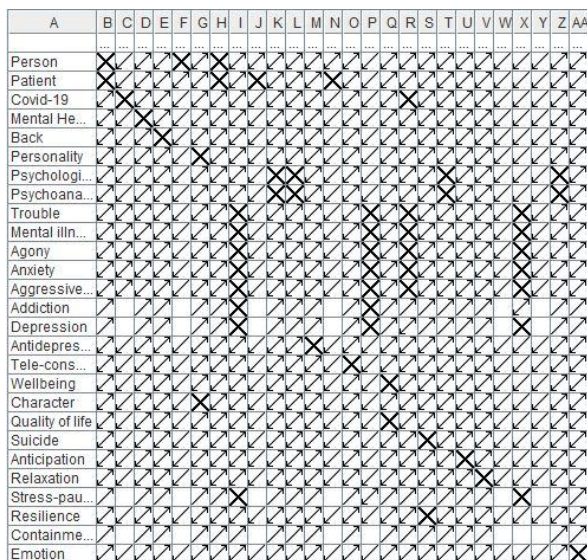 A B C D E F G H I J K L M N O P Q R S T U V W X Y Z AA
... ... ... ... ... ... ... ... ... ... ... ... ... ... ... ... ... ... ... ... ... ... ... ... ... ...
Person
Patient
Covid-19
Mental He...
Back
Personality
Psychologi...
Psychoana...
Trouble
Mental illn...
Agony
Anxiety
Aggressive...
Addiction
Depression
Antidepres...
Tele-cons...
Wellbeing
Character
Quality of life
Suicide
Anticipation
Relaxation
Stress-pau...
Resilience
Containme...
Emotion